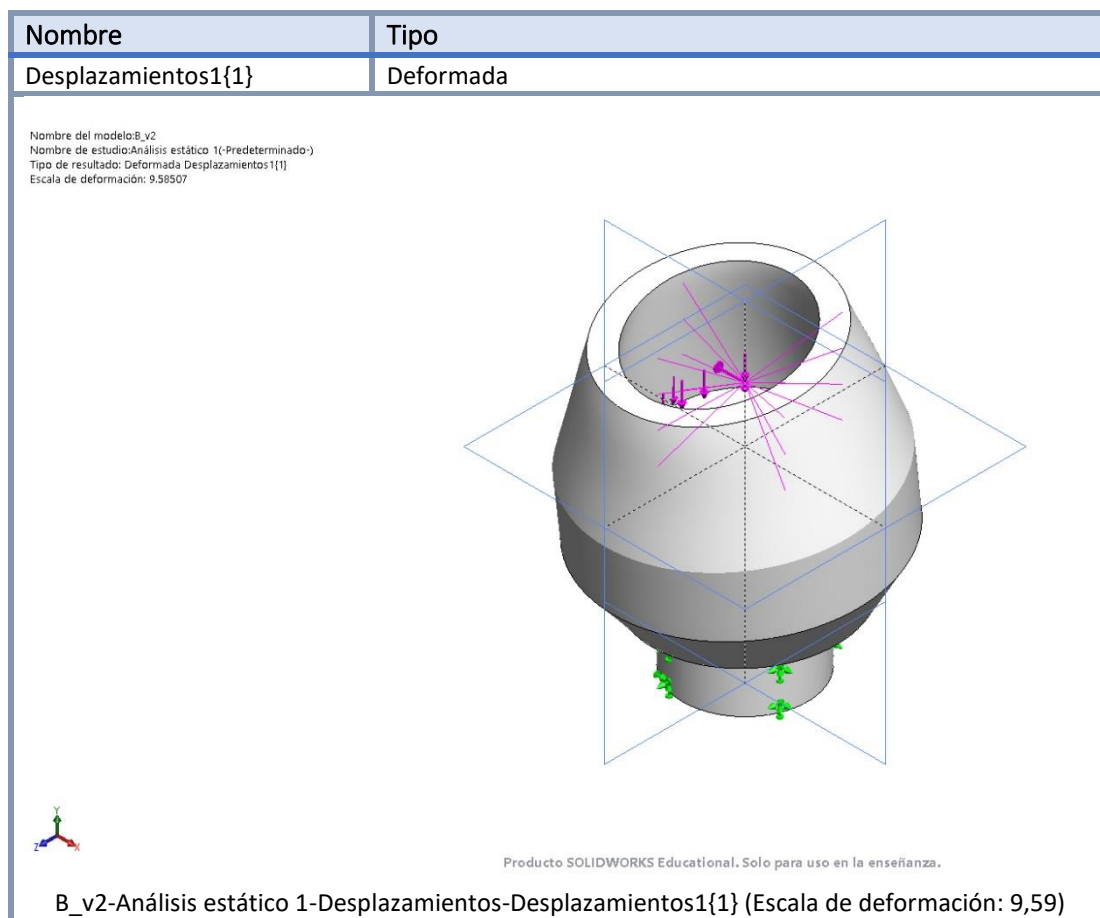 Nombre Tipo
Desplazamientos1{1} Deformada
Nombre del modelo:B_v2
Nombre de estudio:Análisis estático 1(-Predeterminado-)
Tipo de resultado: Deformada Desplazamientos1{1}
Escala de deformación: 9.58507
Y
Z X
Producto SOLIDWORKS Educational. Solo para uso en la enseñanza.
B_v2-Análisis estático 1-Desplazamientos-Desplazamientos1{1} (Escala de deformación: 9,59)